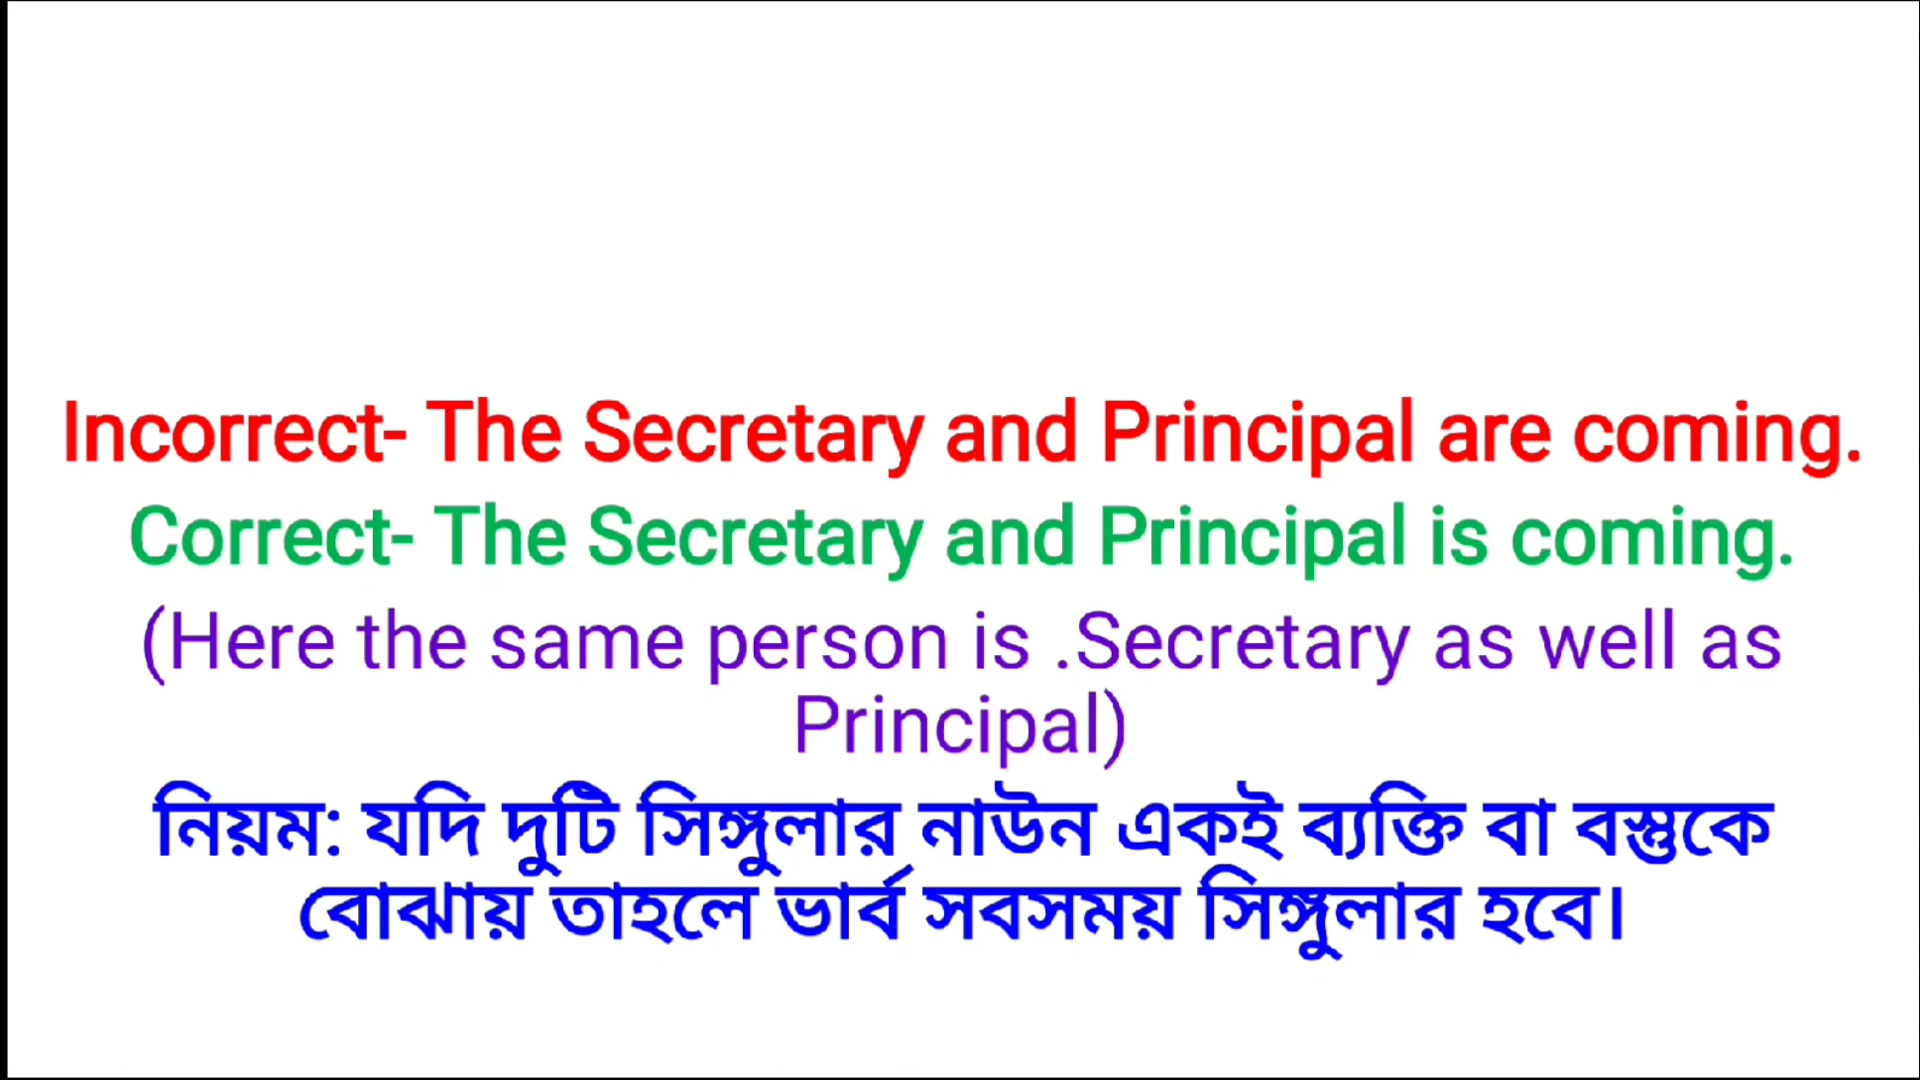 Incorrect- The Secretary and Principal are coming.
Correct- The Secretary and Principal is coming.
(Here the same person is .Secretary as well as
Principal)
নিয়ম: যদি দুটি সিঙ্গুলার নাউন একই ব্যক্তি বা বস্তুকে
বোঝায় তাহলে ভার্ব সবসময় সিঙ্গুলার হবে।